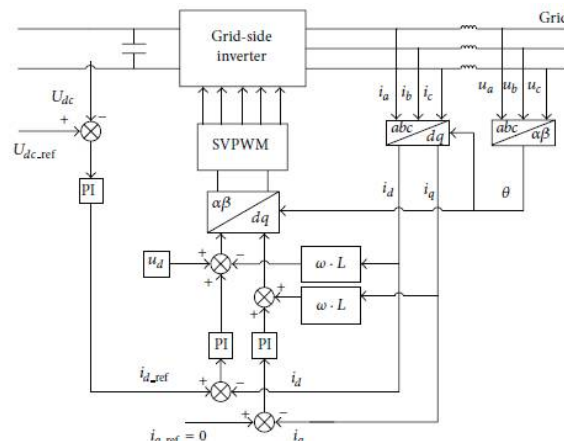 Grid
Grid-side
inverter
U_dc
i_a
i_b
i_c
u_a
u_b
u_c
+
−
U_dc_ref
SVPWM
abc
dq
abc
αβ
PI
αβ
dq
i_d
i_q
θ
u_d
+
−
+
ω · L
+
+
ω · L
PI
PI
i_d_ref
+
−
i_d
i_q_ref = 0
+
−
i_q